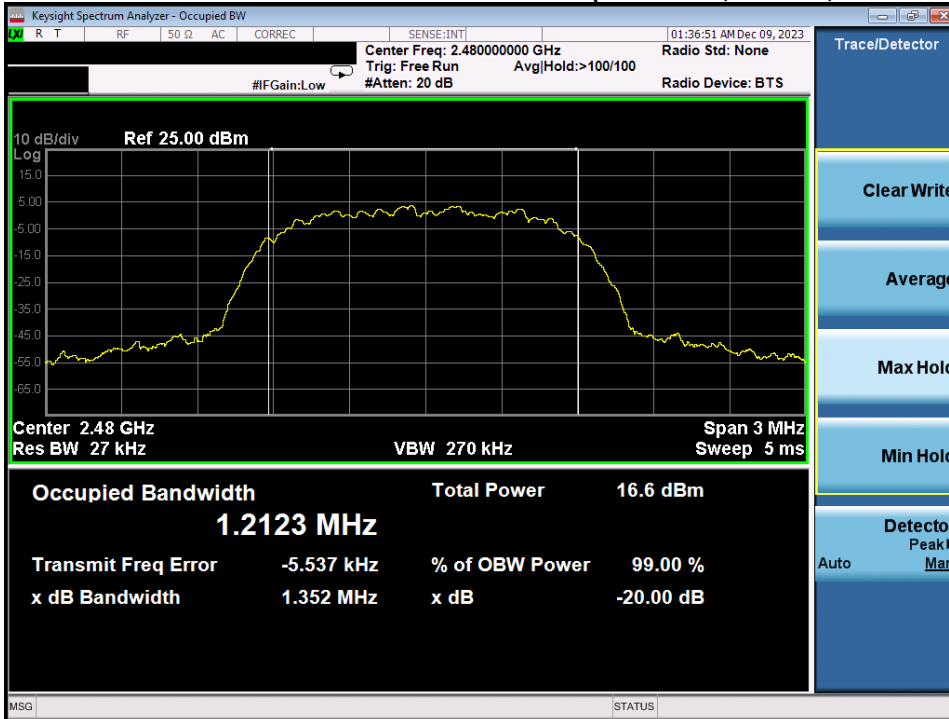 Keysight Spectrum Analyzer - Occupied BW
LXI R T RF 50 Ω AC CORREC SENSE:INT 01:36:51 AM Dec 09, 2023
Center Freq: 2.480000000 GHz Radio Std: None
Trig: Free Run Avg|Hold:>100/100
#IFGain:Low #Atten: 20 dB Radio Device: BTS
Trace/Detector
10 dB/div Ref 25.00 dBm
Log
15.0
5.00
-5.00
-15.0
-25.0
-35.0
-45.0
-55.0
-65.0
Center 2.48 GHz Span 3 MHz
Res BW 27 kHz VBW 270 kHz Sweep 5 ms
Occupied Bandwidth Total Power 16.6 dBm
1.2123 MHz
Transmit Freq Error -5.537 kHz % of OBW Power 99.00 %
x dB Bandwidth 1.352 MHz x dB -20.00 dB
Clear Write
Average
Max Hold
Min Hold
Detecto
Peak
Auto Man
MSG STATUS